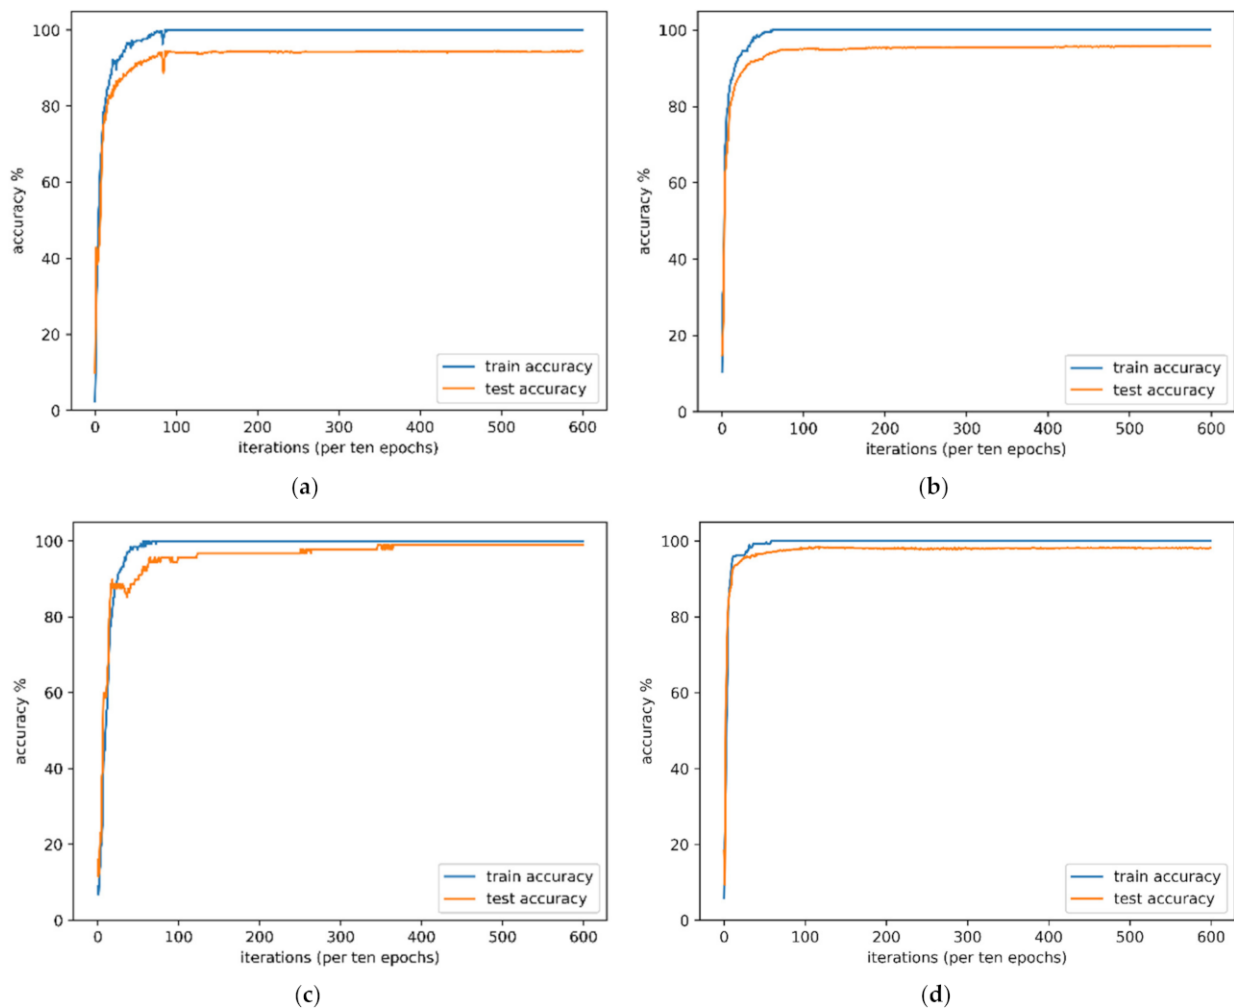 100
80
60
40
20
0
accuracy %
train accuracy
test accuracy
0 100 200 300 400 500 600
iterations (per ten epochs)
(a)
100
80
60
40
20
0
accuracy %
train accuracy
test accuracy
0 100 200 300 400 500 600
iterations (per ten epochs)
(b)
100
80
60
40
20
0
accuracy %
train accuracy
test accuracy
0 100 200 300 400 500 600
iterations (per ten epochs)
(c)
100
80
60
40
20
0
accuracy %
train accuracy
test accuracy
0 100 200 300 400 500 600
iterations (per ten epochs)
(d)